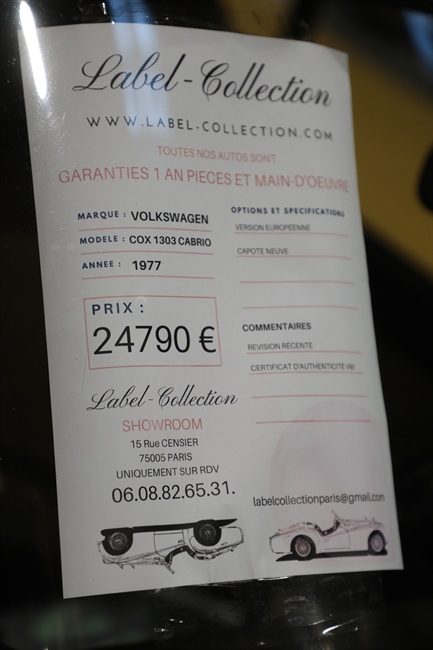 Label-Collection
WWW.LABEL-COLLECTION.COM
TOUTES NOS AUTOS SONT
GARANTIES 1 AN PIECES ET MAIN-D'OEUVRE
MARQUE : VOLKSWAGEN
MODELE : COX 1303 CABRIO
ANNEE : 1977
PRIX :
24790 €
OPTIONS ET SPECIFICATIONS
VERSION EUROPEENNE
CAPOTE NEUVE
COMMENTAIRES
REVISION RÉCENTE
CERTIFICAT D'AUTHENTICITE VW
Label-Collection
SHOWROOM
15 Rue CENSIER
75005 PARIS
UNIQUEMENT SUR RDV
06.08.82.65.31.
labelcollectionparis@gmail.com